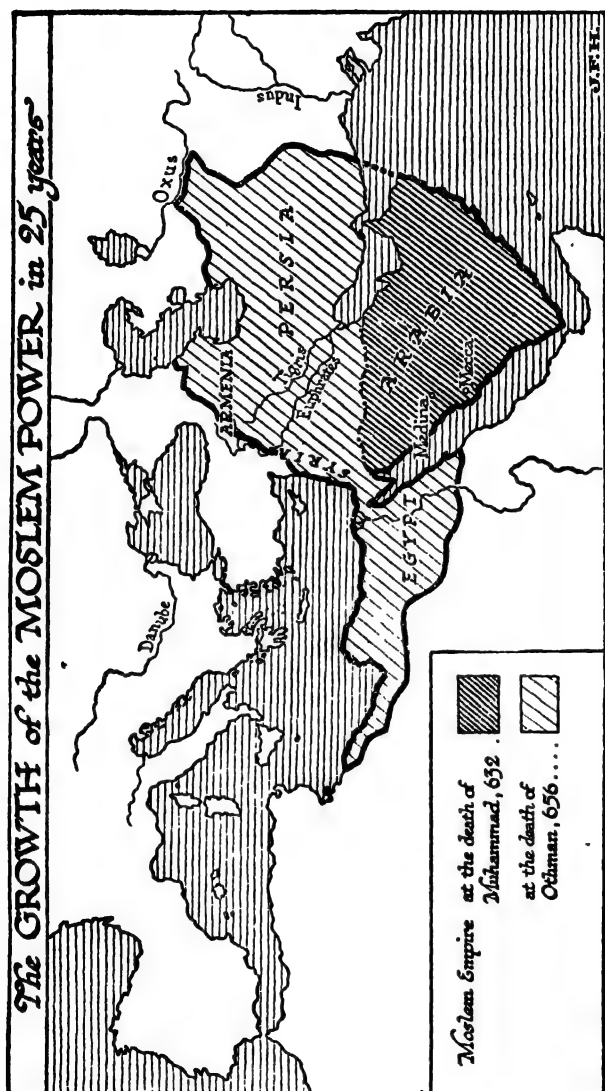 The GROWTH of the MOSLEM POWER in 25 years
Oxus
Indus
Danube
ARMENIA
PERSIA
Tigris
Euphrates
SYRIA
ARABIA
Medina
Mecca
EGYPT
Moslem Empire at the death of
Muhammad, 632 .
at the death of
Othman, 656....
J.F.H.